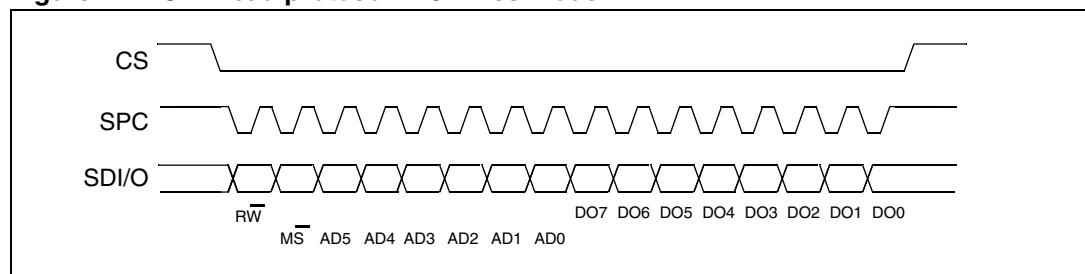 CS
SPC
SDI/O
RW
DO7 DO6 DO5 DO4 DO3 DO2 DO1 DO0
MS AD5 AD4 AD3 AD2 AD1 AD0